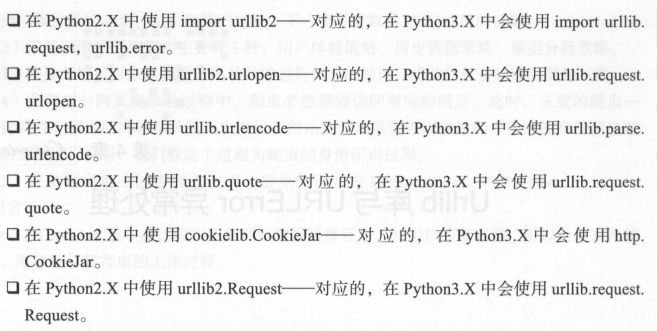 ❑ 在 Python2.X 中使用 import urllib2——对应的，在 Python3.X 中会使用 import urllib.
request，urllib.error。
❑ 在 Python2.X 中使用 urllib2.urlopen——对应的，在 Python3.X 中会使用 urllib.request.
urlopen。
❑ 在 Python2.X 中使用 urllib.urlencode——对应的，在 Python3.X 中会使用 urllib.parse.
urlencode。
❑ 在 Python2.X 中使用 urllib.quote——对应的，在 Python3.X 中会使用 urllib.request.
quote。
❑ 在 Python2.X 中使用 cookielib.CookieJar——对应的，在 Python3.X 中会使用 http.
CookieJar。
❑ 在 Python2.X 中使用 urllib2.Request——对应的，在 Python3.X 中会使用 urllib.request.
Request。